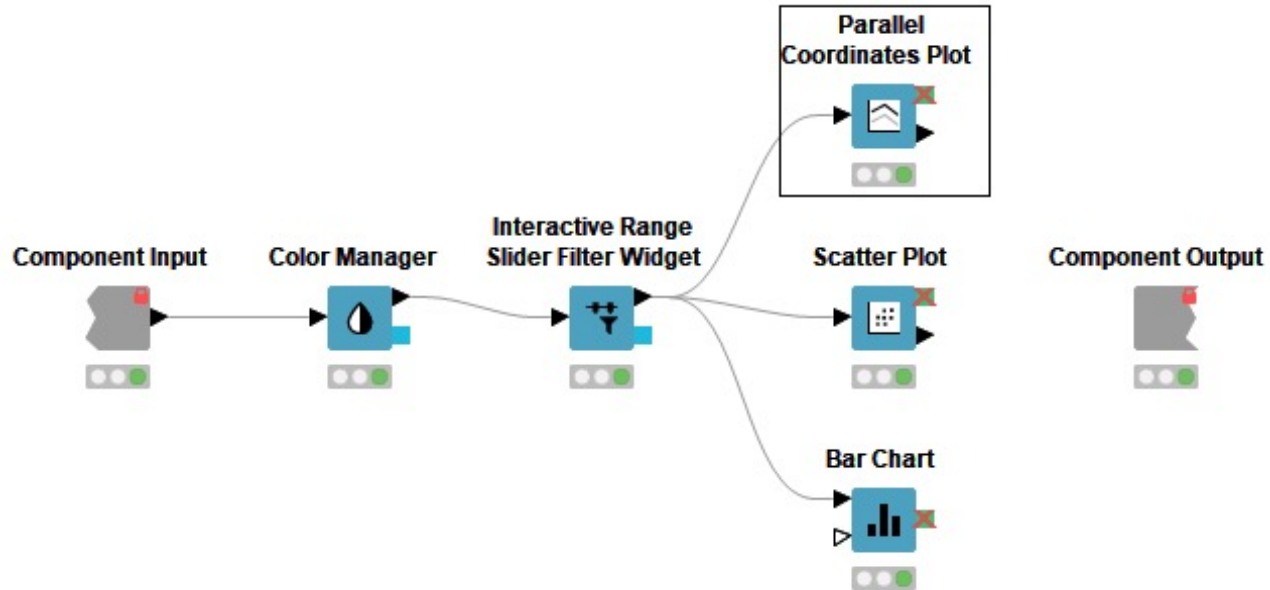 Parallel
Coordinates Plot
Interactive Range
Slider Filter Widget
Component Input
Color Manager
Scatter Plot
Component Output
Bar Chart